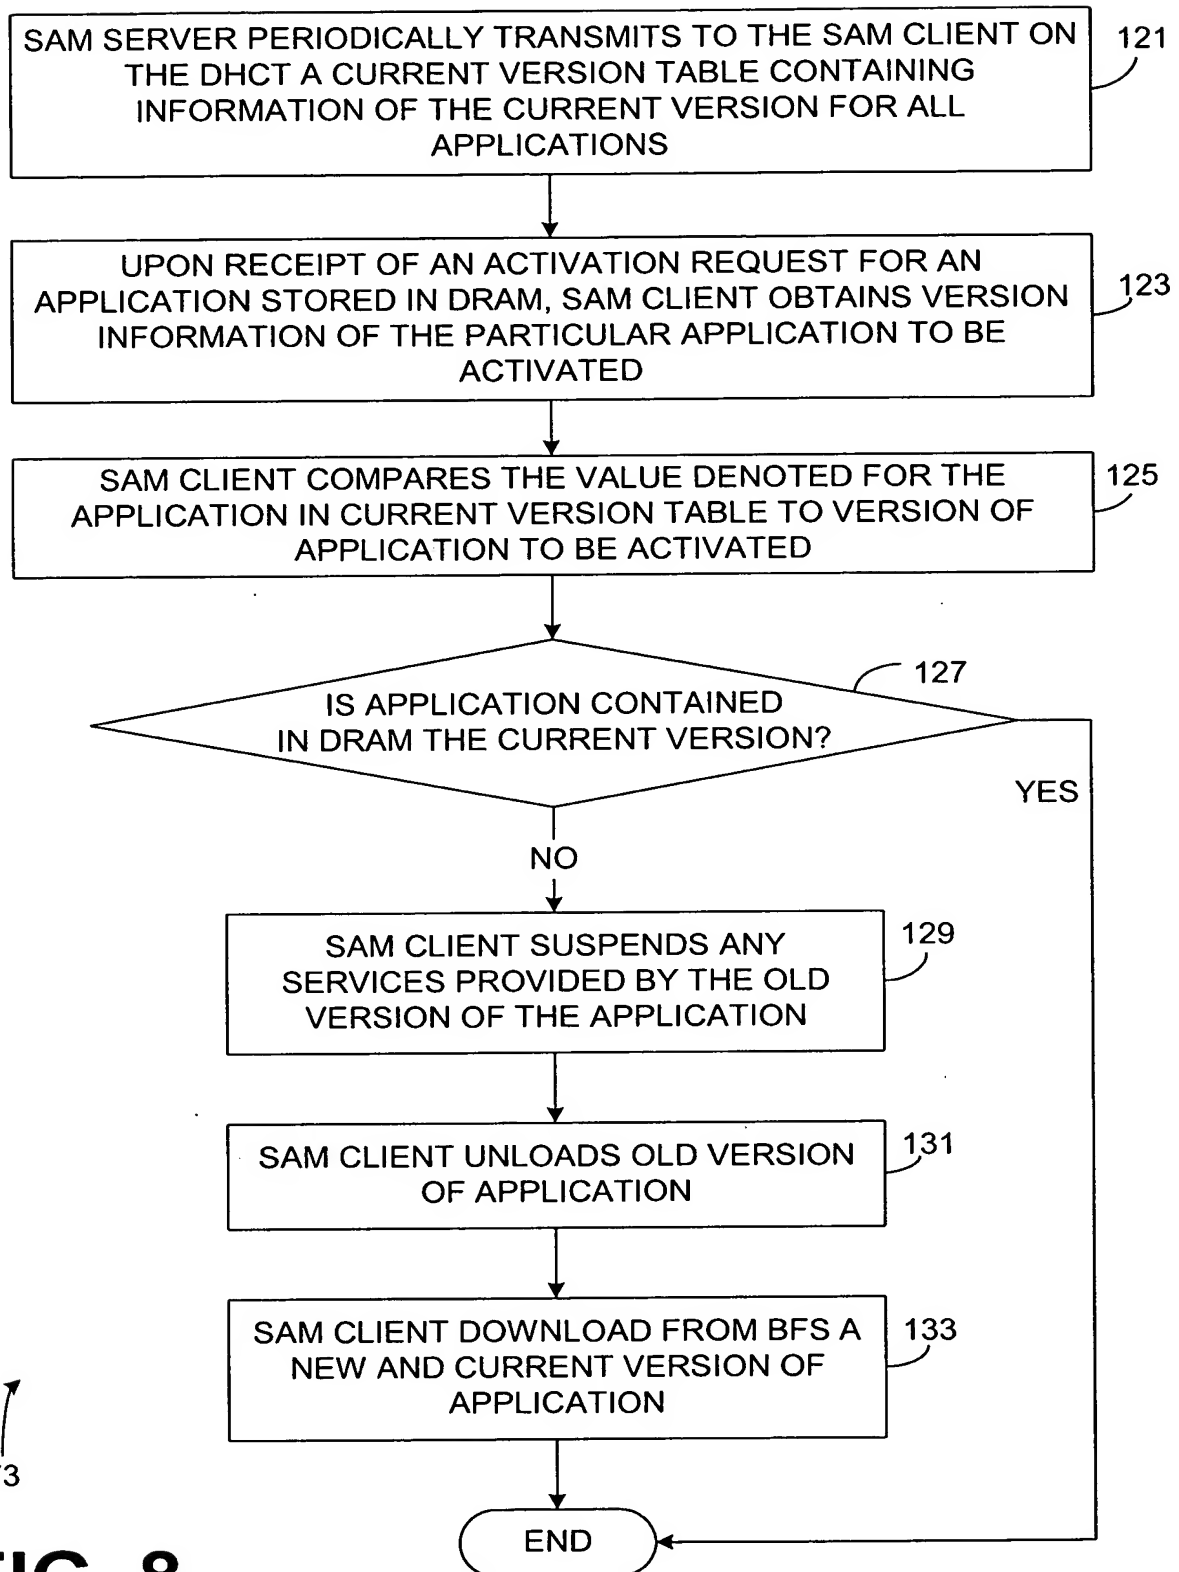 SAM SERVER PERIODICALLY TRANSMITS TO THE SAM CLIENT ON
THE DHCT A CURRENT VERSION TABLE CONTAINING
INFORMATION OF THE CURRENT VERSION FOR ALL
APPLICATIONS
121
UPON RECEIPT OF AN ACTIVATION REQUEST FOR AN
APPLICATION STORED IN DRAM, SAM CLIENT OBTAINS VERSION
INFORMATION OF THE PARTICULAR APPLICATION TO BE
ACTIVATED
123
SAM CLIENT COMPARES THE VALUE DENOTED FOR THE
APPLICATION IN CURRENT VERSION TABLE TO VERSION OF
APPLICATION TO BE ACTIVATED
125
IS APPLICATION CONTAINED
IN DRAM THE CURRENT VERSION?
127
YES
NO
SAM CLIENT SUSPENDS ANY
SERVICES PROVIDED BY THE OLD
VERSION OF THE APPLICATION
129
SAM CLIENT UNLOADS OLD VERSION
OF APPLICATION
131
SAM CLIENT DOWNLOAD FROM BFS A
NEW AND CURRENT VERSION OF
APPLICATION
133
END